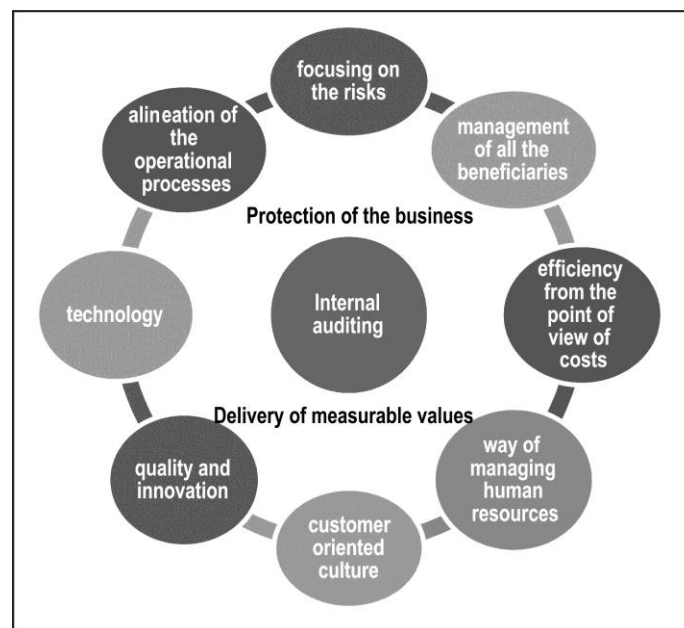 focusing on
the risks
management
of all the
beneficiaries
efficiency
from the
point of
view of
costs
way of
managing
human
resources
customer
oriented
culture
quality and
innovation
technology
alineation of
the
operational
processes
Protection of the business
Internal
auditing
Delivery of measurable values